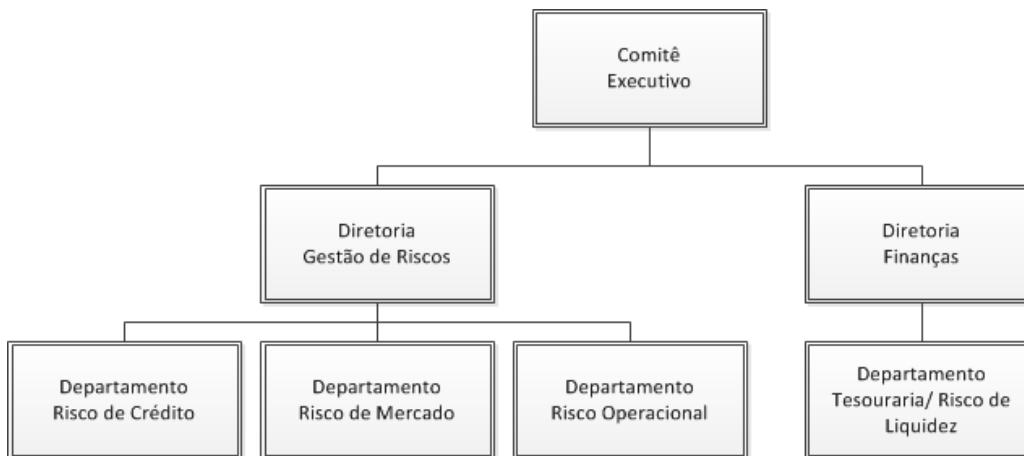 Comitê
Executivo
Diretoria
Gestão de Riscos
Diretoria
Finanças
Departamento
Risco de Crédito
Departamento
Risco de Mercado
Departamento
Risco Operacional
Departamento
Tesouraria/ Risco de
Liquidez